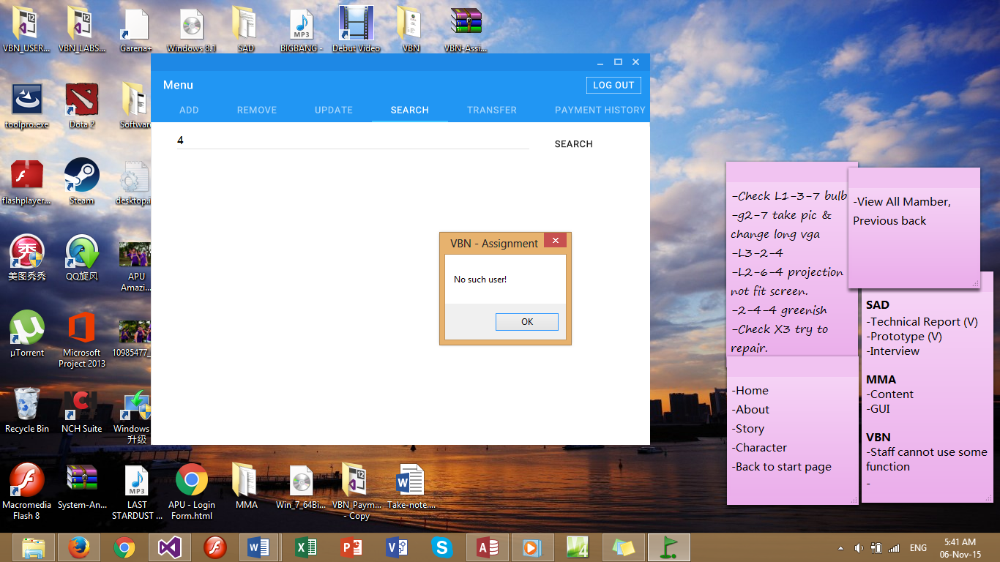 VBN_USER...
VBN_LABS...
Garena+
Windows 8.1
SAD
BIGBANG -
Debut Video
VBN
VBN-Assi...
toolpro.exe
Dota 2
Software
flashplayer...
Steam
desktop.i
美图秀秀
QQ旋风
APU
Amazi...
µTorrent
Microsoft
Project 2013
10985477_
Recycle Bin
NCH Suite
Windows
升级
Macromedia
Flash 8
System-An...
LAST
STARDUST ...
APU - Login
Form.html
MMA
Win_7_64Bi...
VBN_Paym...
- Copy
Take-note....
Menu
LOG OUT
ADD
REMOVE
UPDATE
SEARCH
TRANSFER
PAYMENT HISTORY
4
SEARCH
VBN - Assignment
No such user!
OK
-Check L1-3-7 bulb
-g2-7 take pic &
change long vga
-L3-2-4
-L2-6-4 projection
not fit screen.
-2-4-4 greenish
-Check X3 try to
repair.
-View All Mamber,
Previous back
-Home
-About
-Story
-Character
-Back to start page
SAD
-Technical Report (V)
-Prototype (V)
-Interview
MMA
-Content
-GUI
VBN
-Staff cannot use some
function
-
ENG
5:41 AM
06-Nov-15